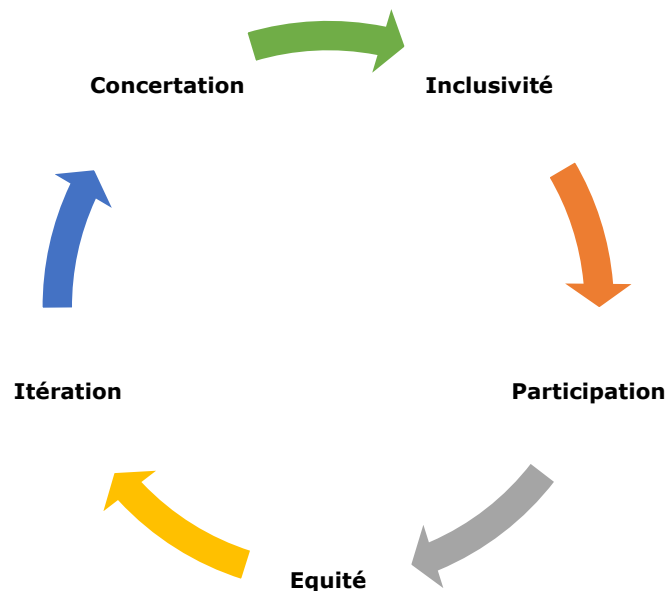 Concertation
Inclusivité
Participation
Equité
Itération